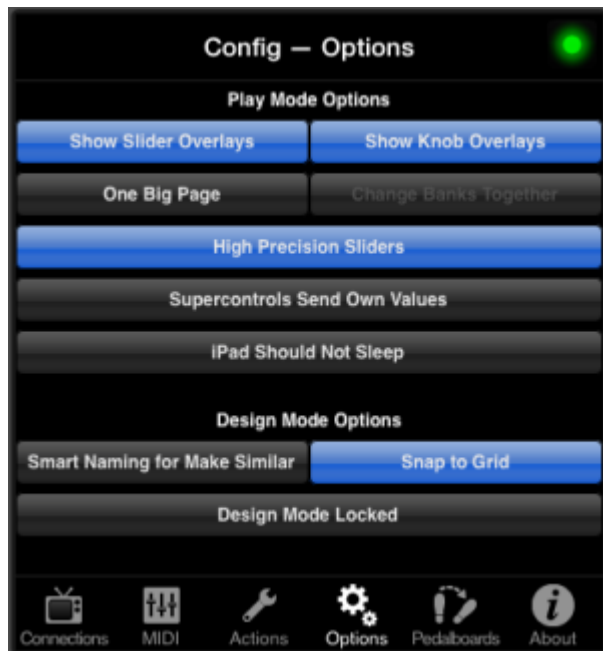 Config — Options
Play Mode Options
Show Slider Overlays Show Knob Overlays
One Big Page Change Banks Together
High Precision Sliders
Supercontrols Send Own Values
iPad Should Not Sleep
Design Mode Options
Smart Naming for Make Similar Snap to Grid
Design Mode Locked
Connections MIDI Actions Options Pedalboards About